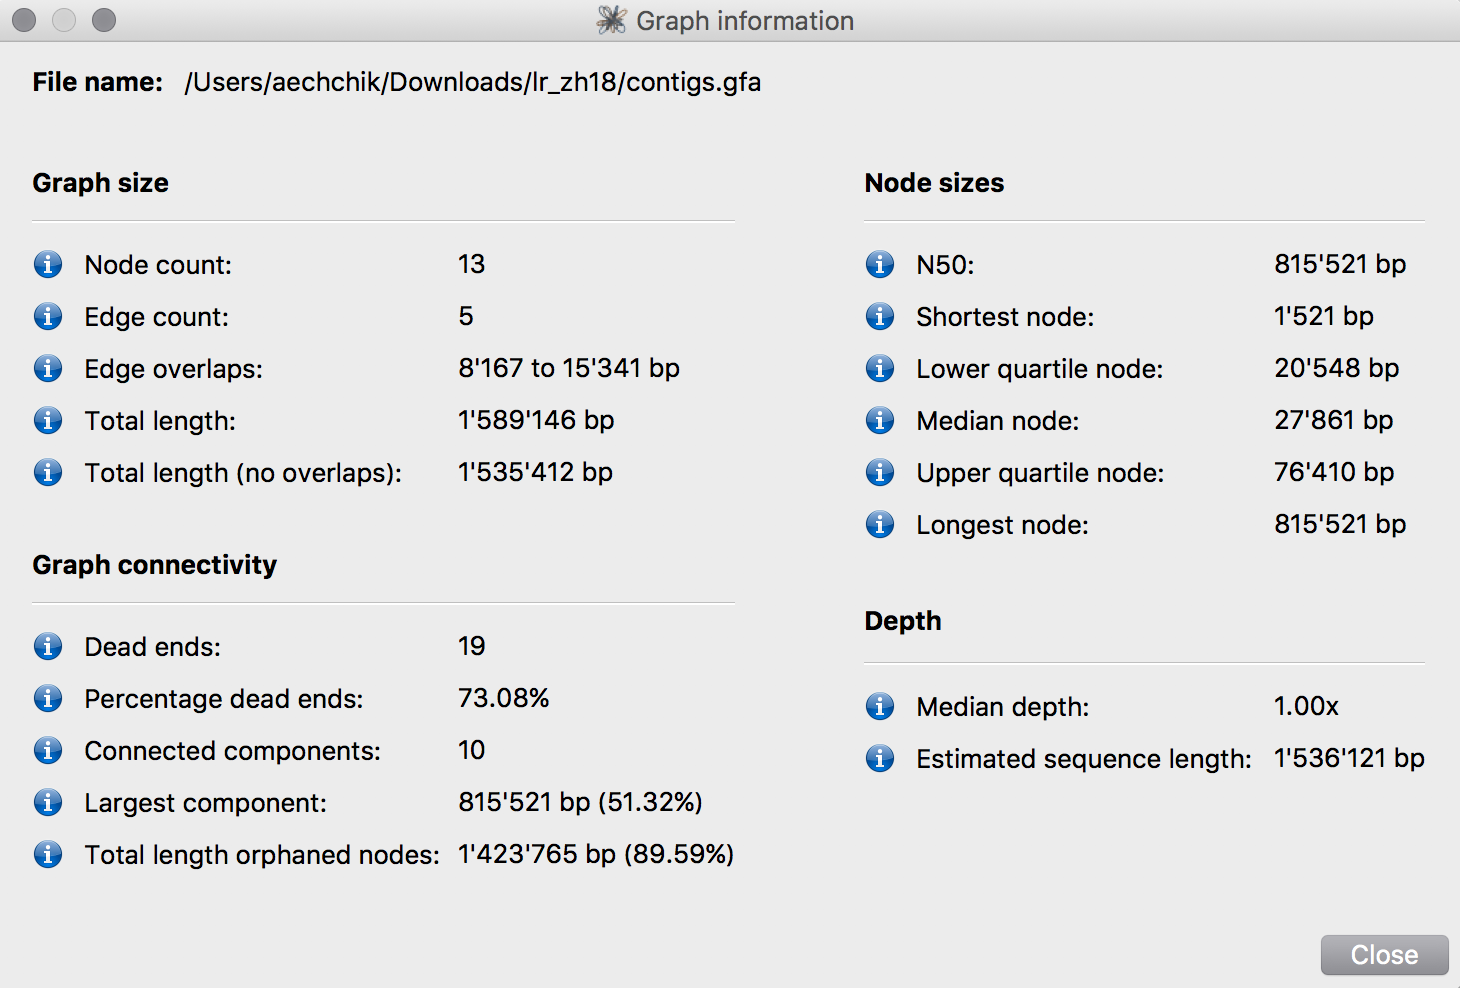 Graph information
File name: /Users/aechchik/Downloads/lr_zh18/contigs.gfa
Graph size
Node count: 13
Edge count: 5
Edge overlaps: 8'167 to 15'341 bp
Total length: 1'589'146 bp
Total length (no overlaps): 1'535'412 bp
Graph connectivity
Dead ends: 19
Percentage dead ends: 73.08%
Connected components: 10
Largest component: 815'521 bp (51.32%)
Total length orphaned nodes: 1'423'765 bp (89.59%)
Node sizes
N50: 815'521 bp
Shortest node: 1'521 bp
Lower quartile node: 20'548 bp
Median node: 27'861 bp
Upper quartile node: 76'410 bp
Longest node: 815'521 bp
Depth
Median depth: 1.00x
Estimated sequence length: 1'536'121 bp
Close